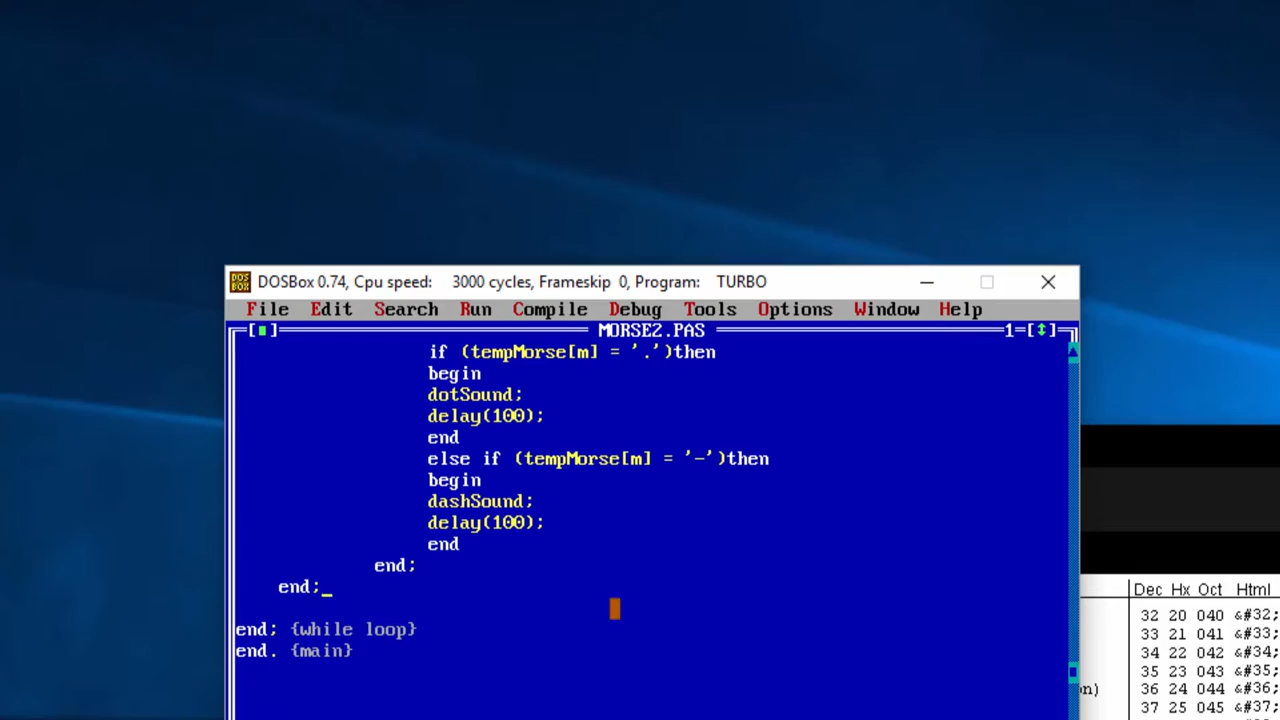 DOS BOX
DOSBox 0.74, Cpu speed: 3000 cycles, Frameskip 0, Program: TURBO
File Edit Search Run Compile Debug Tools Options Window Help
[■] MORSE2.PAS 1=[↕]
if (tempMorse[m] = '.')then
begin
dotSound;
delay(100);
end
else if (tempMorse[m] = '-')then
begin
dashSound;
delay(100);
end
end;
end;_
end; {while loop}
end. {main}
Dec Hx Oct Html
32 20 040 &#32;
33 21 041 &#33;
34 22 042 &#34;
35 23 043 &#35;
on) 36 24 044 &#36;
37 25 045 &#37;